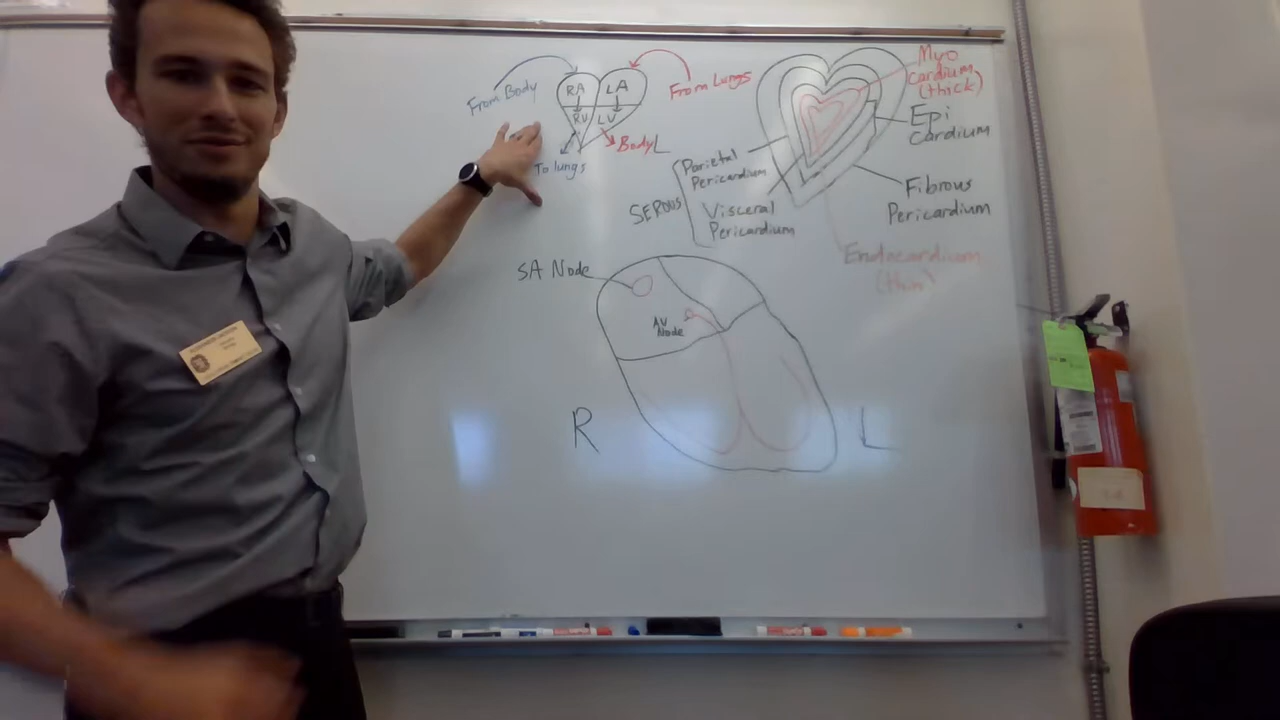 From Body
RA
LA
From Lungs
RV
LV
To lungs
Body
Myo
cardium
(thick)
Epi
Cardium
Parietal
Pericardium
SEROUS
Visceral
Pericardium
Fibrous
Pericardium
Endocardium
(thin)
SA Node
AV
Node
R
L